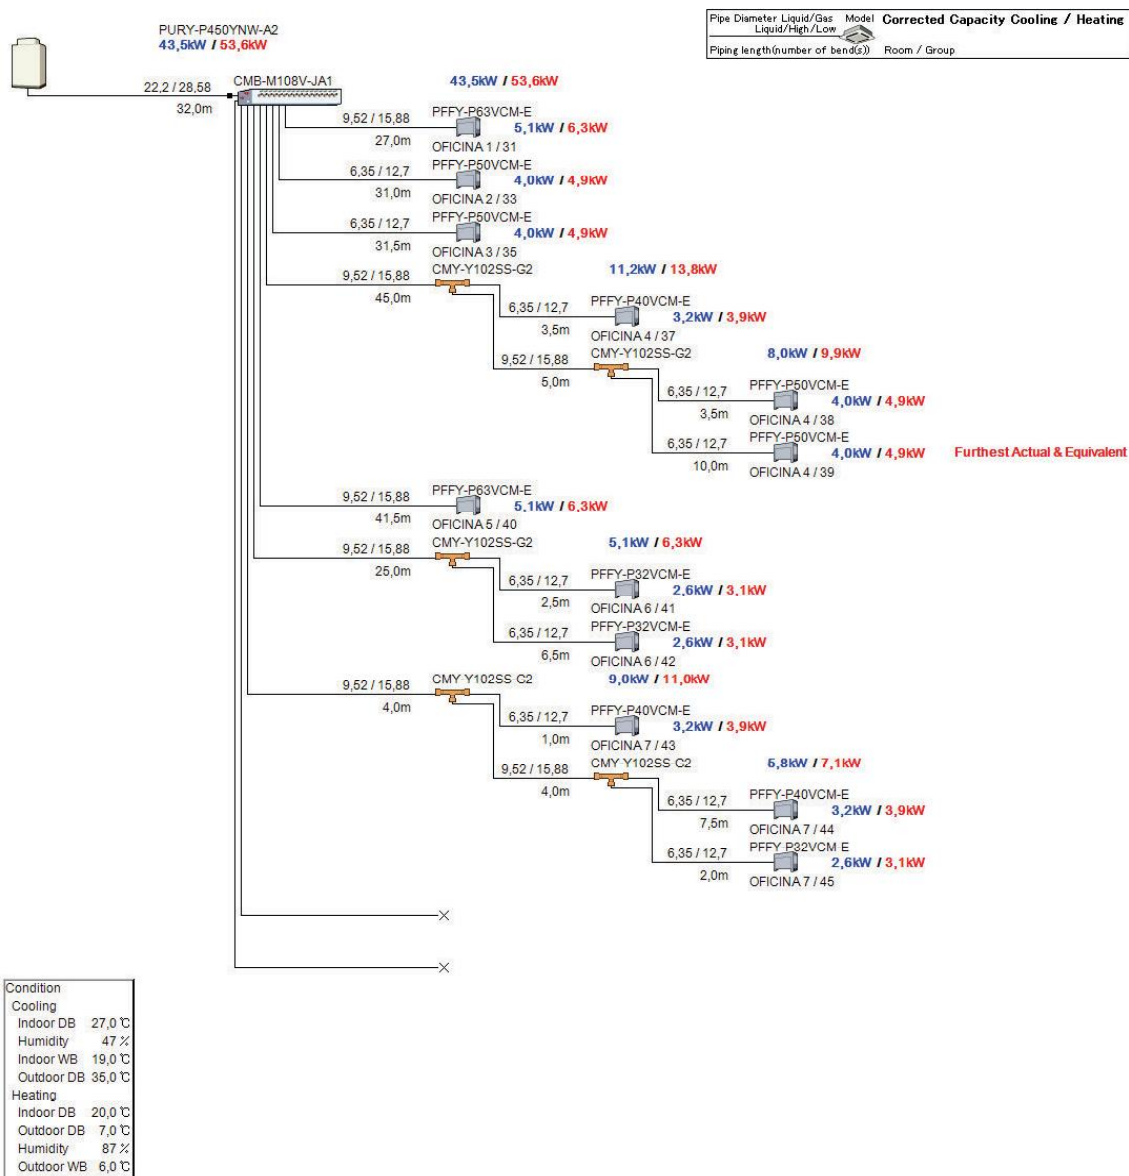 Pipe Diameter Liquid/Gas Model Corrected Capacity Cooling / Heating
Liquid/High/Low
Piping length(number of bend(s)) Room / Group
PURY-P450YNW-A2
43,5kW / 53,6kW
22,2 / 28,58
32,0m
CMB-M108V-JA1
43,5kW / 53,6kW
9,52 / 15,88
27,0m
PFFY-P63VCM-E
5,1kW / 6,3kW
OFICINA 1 / 31
6,35 / 12,7
31,0m
PFFY-P50VCM-E
4,0kW / 4,9kW
OFICINA 2 / 33
6,35 / 12,7
31,5m
PFFY-P50VCM-E
4,0kW / 4,9kW
OFICINA 3 / 35
9,52 / 15,88
45,0m
CMY-Y102SS-G2
11,2kW / 13,8kW
6,35 / 12,7
3,5m
PFFY-P40VCM-E
3,2kW / 3,9kW
OFICINA 4 / 37
9,52 / 15,88
5,0m
CMY-Y102SS-G2
8,0kW / 9,9kW
6,35 / 12,7
3,5m
PFFY-P50VCM-E
4,0kW / 4,9kW
OFICINA 4 / 38
6,35 / 12,7
10,0m
PFFY-P50VCM-E
4,0kW / 4,9kW
OFICINA 4 / 39
Furthest Actual & Equivalent
9,52 / 15,88
41,5m
PFFY-P63VCM-E
5,1kW / 6,3kW
OFICINA 5 / 40
9,52 / 15,88
25,0m
CMY-Y102SS-G2
5,1kW / 6,3kW
6,35 / 12,7
2,5m
PFFY-P32VCM-E
2,6kW / 3,1kW
OFICINA 6 / 41
6,35 / 12,7
6,5m
PFFY-P32VCM-E
2,6kW / 3,1kW
OFICINA 6 / 42
9,52 / 15,88
4,0m
CMY-Y102SS-G2
9,0kW / 11,0kW
6,35 / 12,7
1,0m
PFFY-P40VCM-E
3,2kW / 3,9kW
OFICINA 7 / 43
9,52 / 15,88
4,0m
CMY-Y102SS-G2
5,8kW / 7,1kW
6,35 / 12,7
7,5m
PFFY-P40VCM-E
3,2kW / 3,9kW
OFICINA 7 / 44
6,35 / 12,7
2,0m
PFFY-P32VCM-E
2,6kW / 3,1kW
OFICINA 7 / 45
Condition
Cooling
Indoor DB 27,0 ℃
Humidity 47 %
Indoor WB 19,0 ℃
Outdoor DB 35,0 ℃
Heating
Indoor DB 20,0 ℃
Outdoor DB 7,0 ℃
Humidity 87 %
Outdoor WB 6,0 ℃